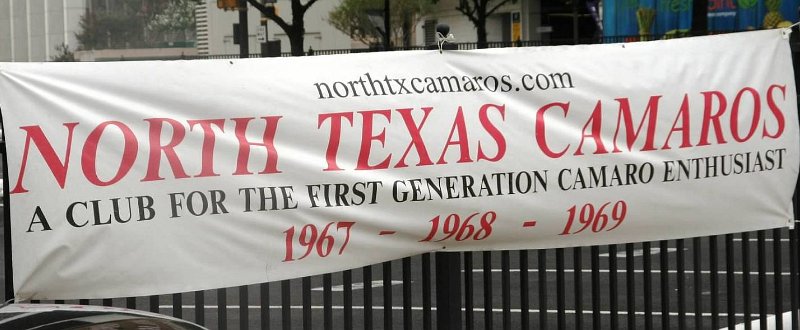 northtxcamaros.com
NORTH TEXAS CAMAROS
A CLUB FOR THE FIRST GENERATION CAMARO ENTHUSIAST
1967 - 1968 - 1969